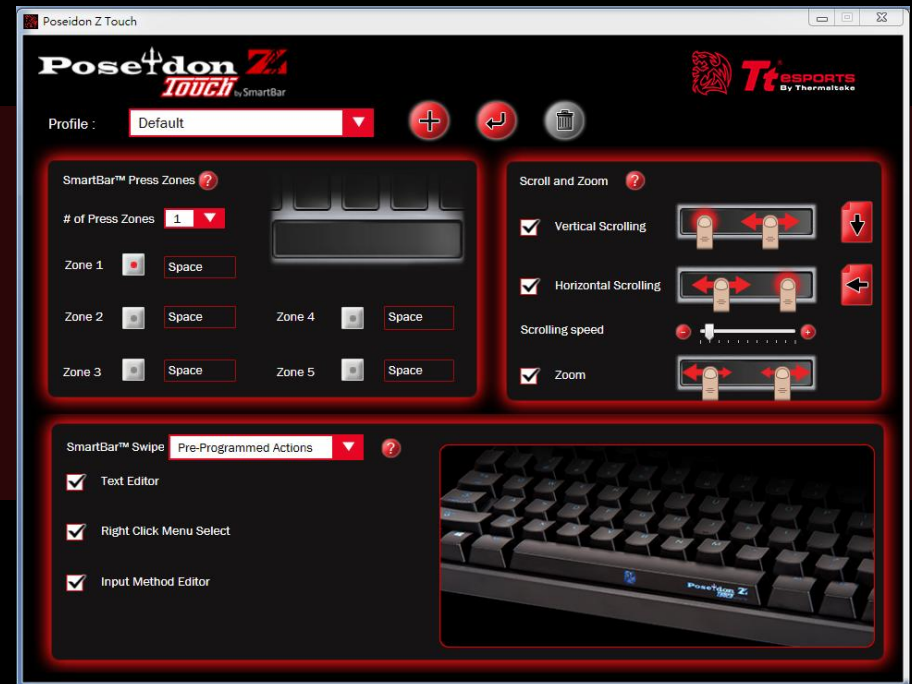 Poseidon Z Touch
Poseidon Z
TOUCH by SmartBar
Tt eSPORTS
By Thermaltake
Profile : Default
SmartBar™ Press Zones ?
# of Press Zones 1
Zone 1 Space
Zone 2 Space Zone 4 Space
Zone 3 Space Zone 5 Space
Scroll and Zoom ?
Vertical Scrolling
Horizontal Scrolling
Scrolling speed
Zoom
SmartBar™ Swipe Pre-Programmed Actions ?
Text Editor
Right Click Menu Select
Input Method Editor
Poseidon Z
TOUCH